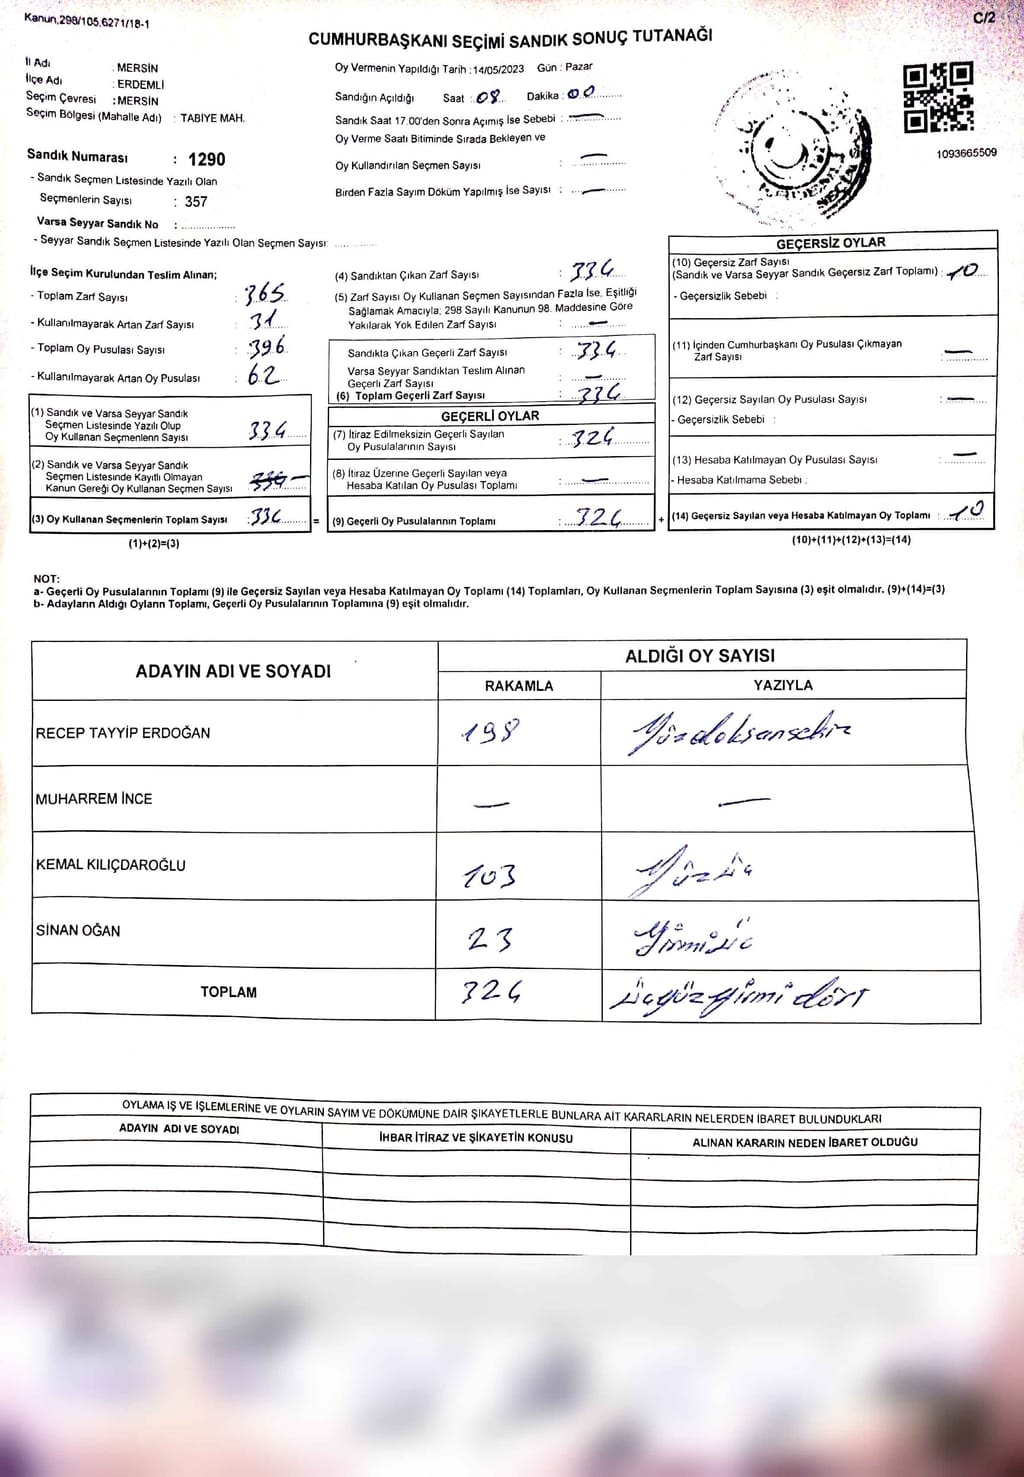 Kanun,298/105,6271/18-1
C/2
CUMHURBAŞKANI SEÇİMİ SANDIK SONUÇ TUTANAĞI
İl Adı : MERSİN
İlçe Adı : ERDEMLİ
Seçim Çevresi : MERSİN
Seçim Bölgesi (Mahalle Adı) : TABİYE MAH.
Sandık Numarası : 1290
- Sandık Seçmen Listesinde Yazılı Olan
Seçmenlerin Sayısı : 357
Varsa Seyyar Sandık No :
- Seyyar Sandık Seçmen Listesinde Yazılı Olan Seçmen Sayısı:
Oy Vermenin Yapıldığı Tarih : 14/05/2023 Gün : Pazar
Sandığın Açıldığı Saat : 08 Dakika : 00
Sandık Saat 17.00'den Sonra Açımış İse Sebebi : —
Oy Verme Saati Bitiminde Sırada Bekleyen ve
Oy Kullandırılan Seçmen Sayısı : —
Birden Fazla Sayım Döküm Yapılmış İse Sayısı : —
1093665509
İlçe Seçim Kurulundan Teslim Alınan;
- Toplam Zarf Sayısı : 365
- Kullanılmayarak Artan Zarf Sayısı : 31
- Toplam Oy Pusulası Sayısı : 396
- Kullanılmayarak Artan Oy Pusulası : 62
(1) Sandık ve Varsa Seyyar Sandık
Seçmen Listesinde Yazılı Olup
Oy Kullanan Seçmenlerin Sayısı 334
(2) Sandık ve Varsa Seyyar Sandık
Seçmen Listesinde Kayıtlı Olmayan
Kanun Gereği Oy Kullanan Seçmen Sayısı : —
(3) Oy Kullanan Seçmenlerin Toplam Sayısı : 334 =
(1)+(2)=(3)
(4) Sandıktan Çıkan Zarf Sayısı : 334
(5) Zarf Sayısı Oy Kullanan Seçmen Sayısından Fazla İse, Eşitliği
Sağlamak Amacıyla; 298 Sayılı Kanunun 98. Maddesine Göre
Yakılarak Yok Edilen Zarf Sayısı : —
Sandıkta Çıkan Geçerli Zarf Sayısı : 334
Varsa Seyyar Sandıktan Teslim Alınan
Geçerli Zarf Sayısı : —
(6) Toplam Geçerli Zarf Sayısı : 334
GEÇERLİ OYLAR
(7) İtiraz Edilmeksizin Geçerli Sayılan
Oy Pusulalarının Sayısı : 324
(8) İtiraz Üzerine Geçerli Sayılan veya
Hesaba Katılan Oy Pusulası Toplamı : —
(9) Geçerli Oy Pusulalarının Toplamı : 324 +
GEÇERSİZ OYLAR
(10) Geçersiz Zarf Sayısı
(Sandık ve Varsa Seyyar Sandık Geçersiz Zarf Toplamı) : 10
- Geçersizlik Sebebi :
(11) İçinden Cumhurbaşkanı Oy Pusulası Çıkmayan
Zarf Sayısı : —
(12) Geçersiz Sayılan Oy Pusulası Sayısı : —
- Geçersizlik Sebebi :
(13) Hesaba Katılmayan Oy Pusulası Sayısı : —
- Hesaba Katılmama Sebebi :
(14) Geçersiz Sayılan veya Hesaba Katılmayan Oy Toplamı : 10
(10)+(11)+(12)+(13)=(14)
NOT:
a- Geçerli Oy Pusulalarının Toplamı (9) ile Geçersiz Sayılan veya Hesaba Katılmayan Oy Toplamı (14) Toplamları, Oy Kullanan Seçmenlerin Toplam Sayısına (3) eşit olmalıdır. (9)+(14)=(3)
b- Adayların Aldığı Oyların Toplamı, Geçerli Oy Pusulalarının Toplamına (9) eşit olmalıdır.
ADAYIN ADI VE SOYADI
ALDIĞI OY SAYISI
RAKAMLA YAZIYLA
RECEP TAYYİP ERDOĞAN 198 Yüzdoksansekiz
MUHARREM İNCE — —
KEMAL KILIÇDAROĞLU 103 Yüzüç
SİNAN OĞAN 23 Yirmiüç
TOPLAM 324 üçyüzyirmidört
OYLAMA İŞ VE İŞLEMLERİNE VE OYLARIN SAYIM VE DÖKÜMÜNE DAİR ŞİKAYETLERLE BUNLARA AİT KARARLARIN NELERDEN İBARET BULUNDUKLARI
ADAYIN ADI VE SOYADI İHBAR İTİRAZ VE ŞİKAYETİN KONUSU ALINAN KARARIN NEDEN İBARET OLDUĞU